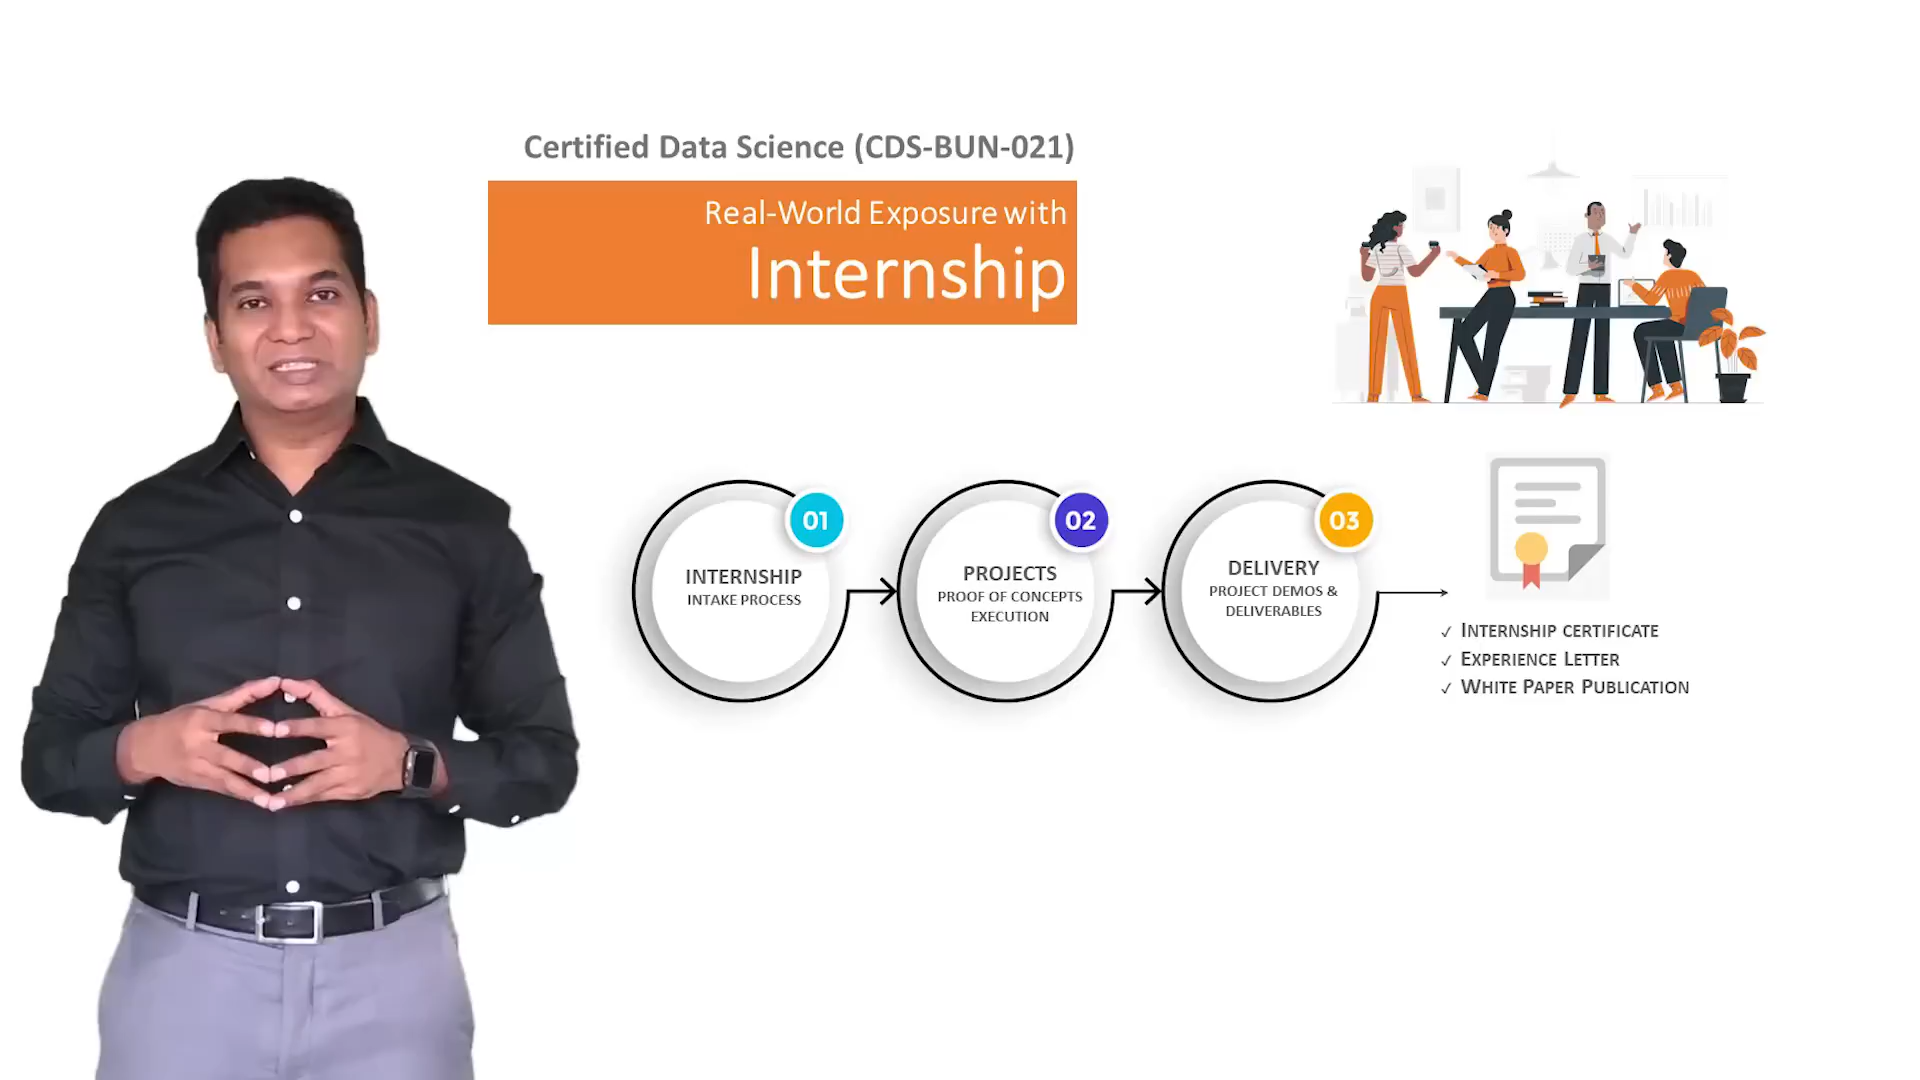 Certified Data Science (CDS-BUN-021)
Real-World Exposure with
Internship
01
INTERNSHIP
INTAKE PROCESS
02
PROJECTS
PROOF OF CONCEPTS
EXECUTION
03
DELIVERY
PROJECT DEMOS &
DELIVERABLES
✓ INTERNSHIP CERTIFICATE
✓ EXPERIENCE LETTER
✓ WHITE PAPER PUBLICATION